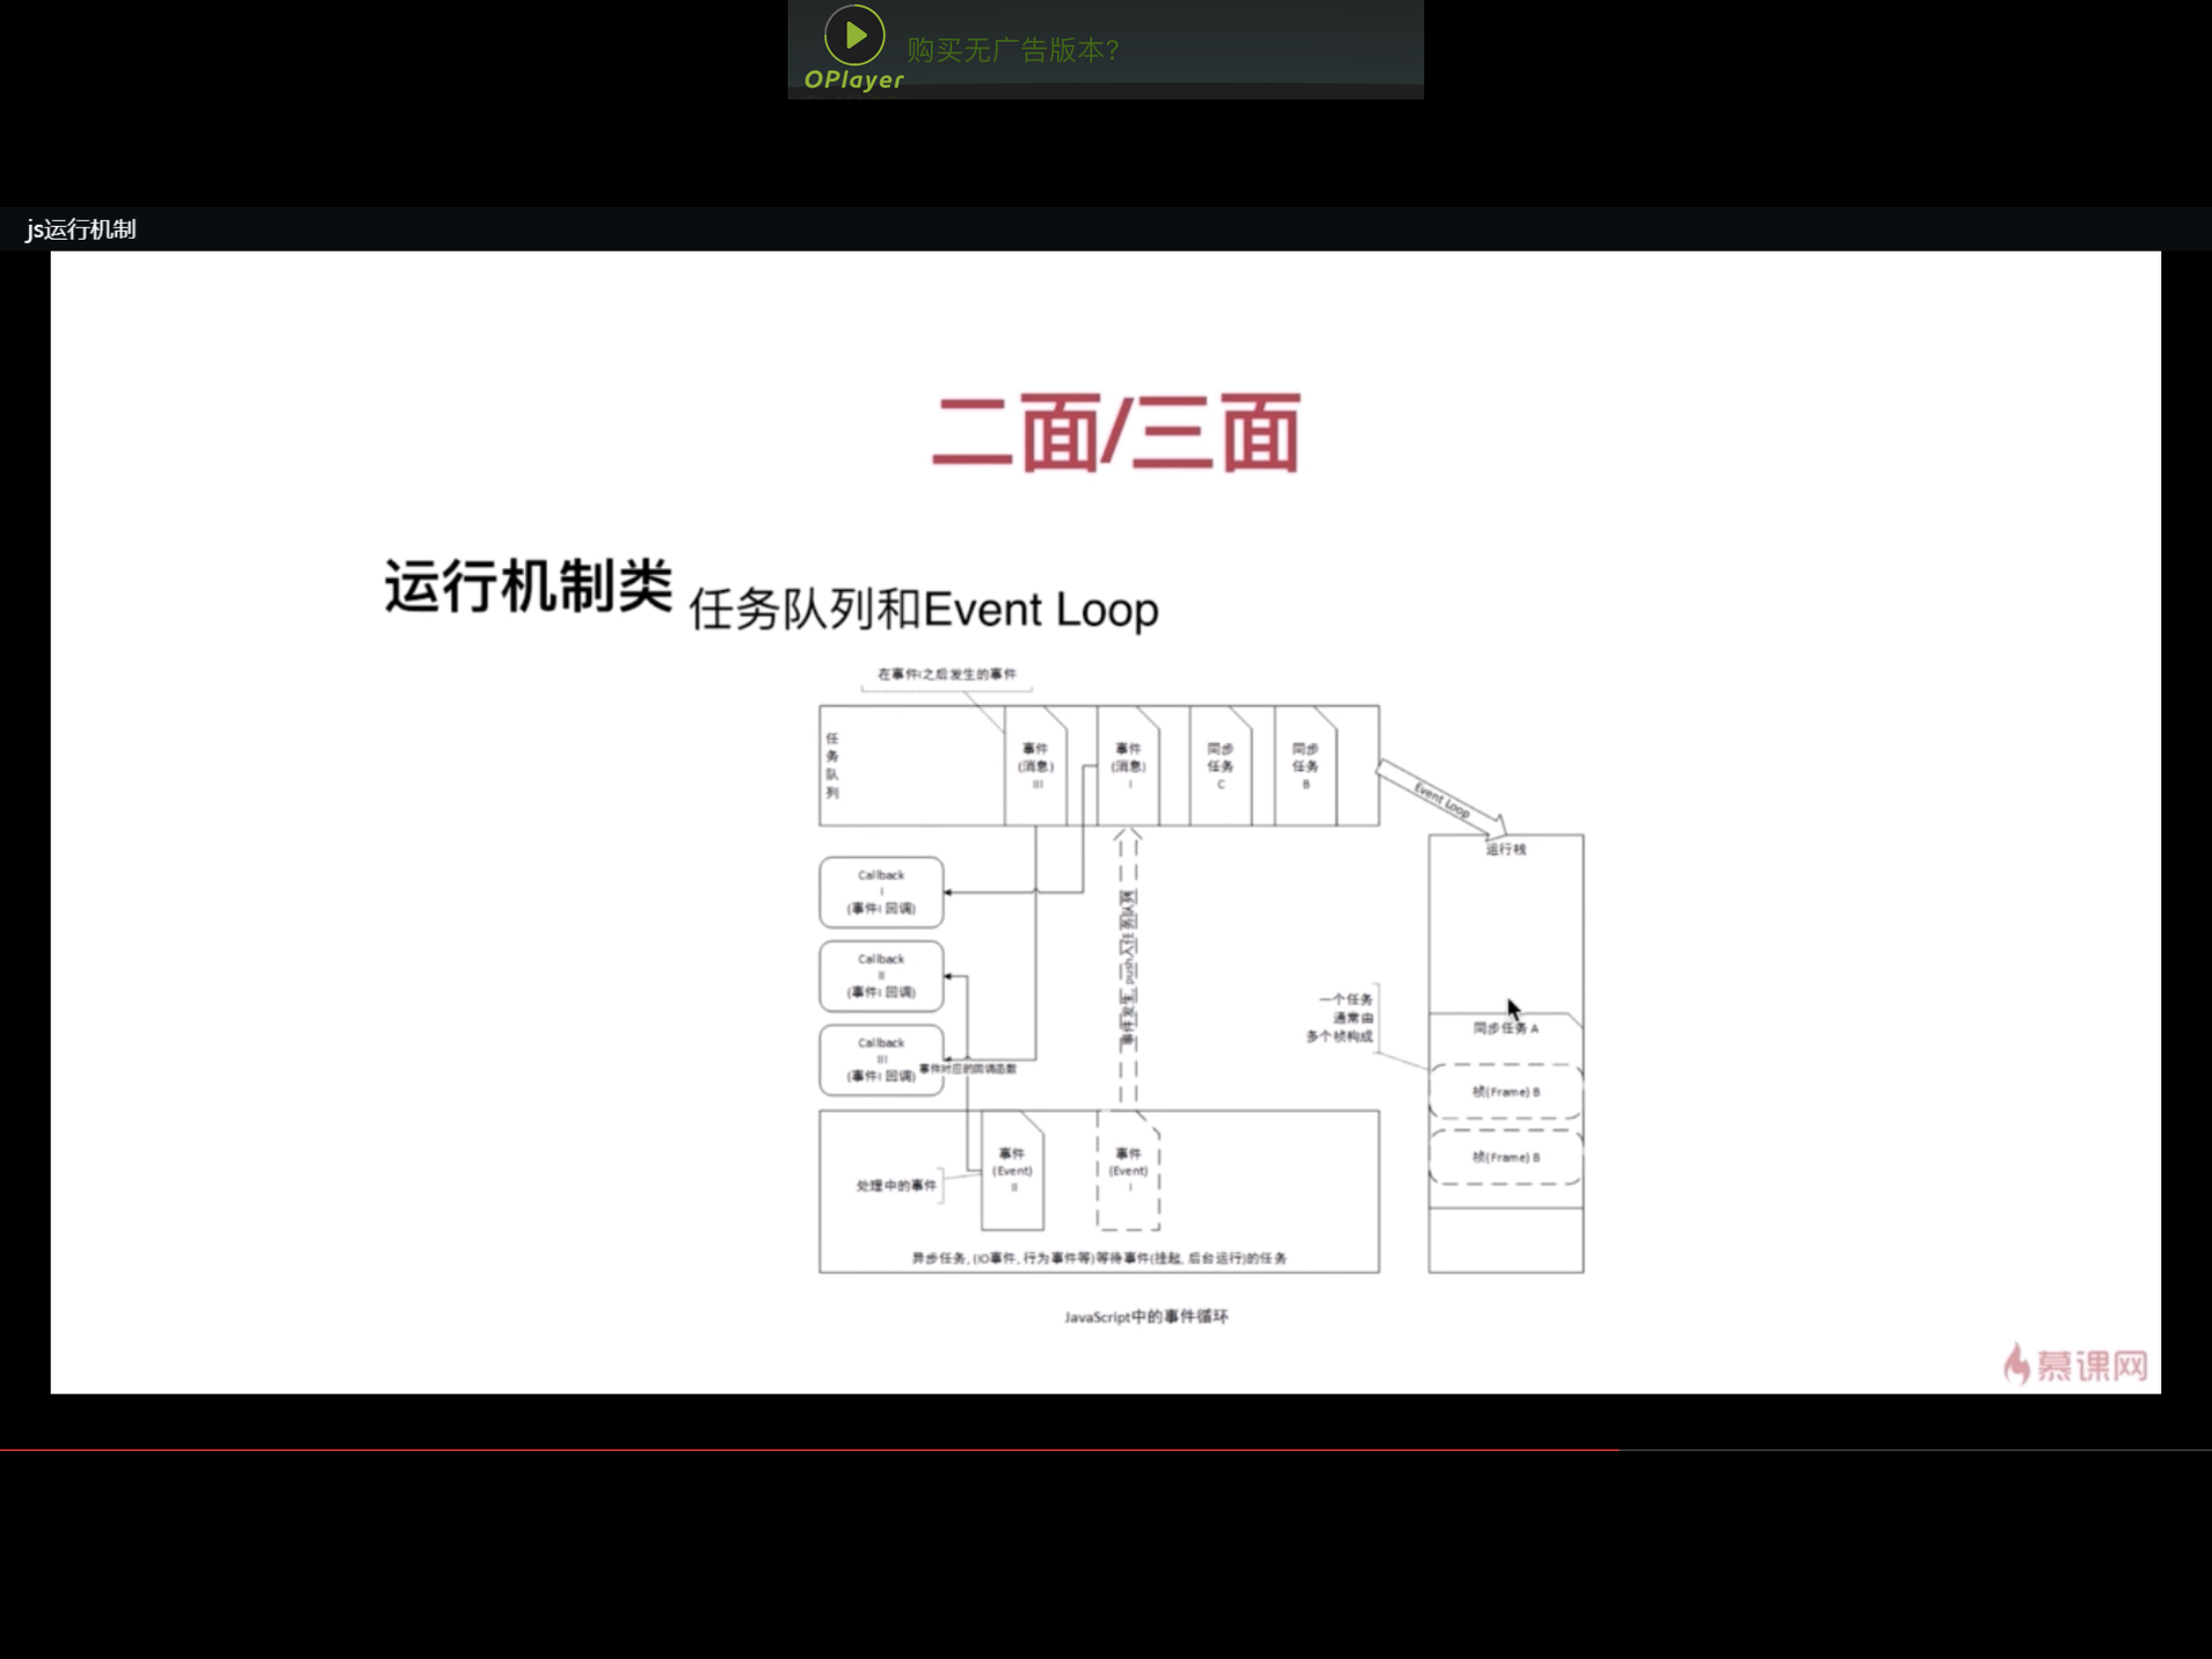 购买无广告版本?
OPlayer
js运行机制
二面/三面
运行机制类 任务队列和Event Loop
在事件I之后发生的事件
任务队列
事件
(消息)
III
事件
(消息)
I
同步
任务
C
同步
任务
B
Event Loop
运行栈
Callback
I
(事件I 回调)
Callback
II
(事件I 回调)
Callback
III
(事件I 回调)
事件对应的回调函数
事件发生, push入任务队列
一个任务
通常由
多个桢构成
同步任务 A
桢(Frame) B
桢(Frame) B
处理中的事件
事件
(Event)
II
事件
(Event)
I
异步任务, (IO事件, 行为事件等)等待事件(挂起, 后台运行)的任务
JavaScript中的事件循环
慕课网